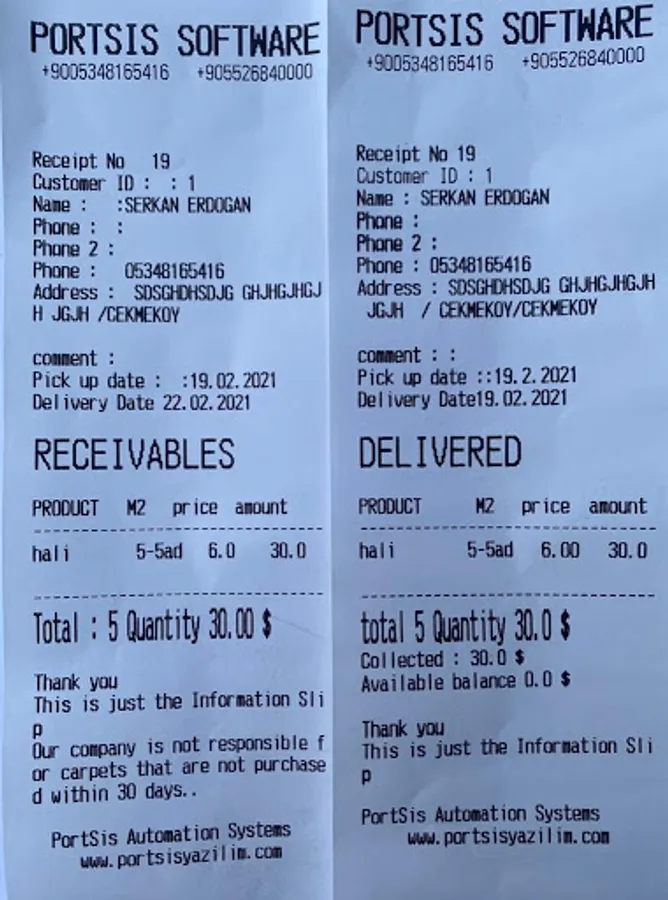 PORTSIS SOFTWARE
+9005348165416 +905526840000
Receipt No 19
Customer ID : : 1
Name : :SERKAN ERDOGAN
Phone : :
Phone 2 :
Phone : 05348165416
Address : SDSGHDHSDJG GHJHGJHGJ
H JGJH /CEKMEKOY
comment :
Pick up date : :19.02.2021
Delivery Date 22.02.2021
RECEIVABLES
PRODUCT M2 price amount
hali 5-5ad 6.0 30.0
Total : 5 Quantity 30.00 $
Thank you
This is just the Information Sli
p
Our company is not responsible f
or carpets that are not purchase
d within 30 days..
PortSis Automation Systems
www.portsisyazilim.com
PORTSIS SOFTWARE
+9005348165416 +905526840000
Receipt No 19
Customer ID : 1
Name : SERKAN ERDOGAN
Phone :
Phone 2 :
Phone : 05348165416
Address : SDSGHDHSDJG GHJHGJHGJH
JGJH / CEKMEKOY/CEKMEKOY
comment : :
Pick up date ::19.2.2021
Delivery Date19.02.2021
DELIVERED
PRODUCT M2 price amount
hali 5-5ad 6.00 30.0
total 5 Quantity 30.0 $
Collected : 30.0 $
Available balance 0.0 $
Thank you
This is just the Information Sli
p
PortSis Automation Systems
www.portsisyazilim.com